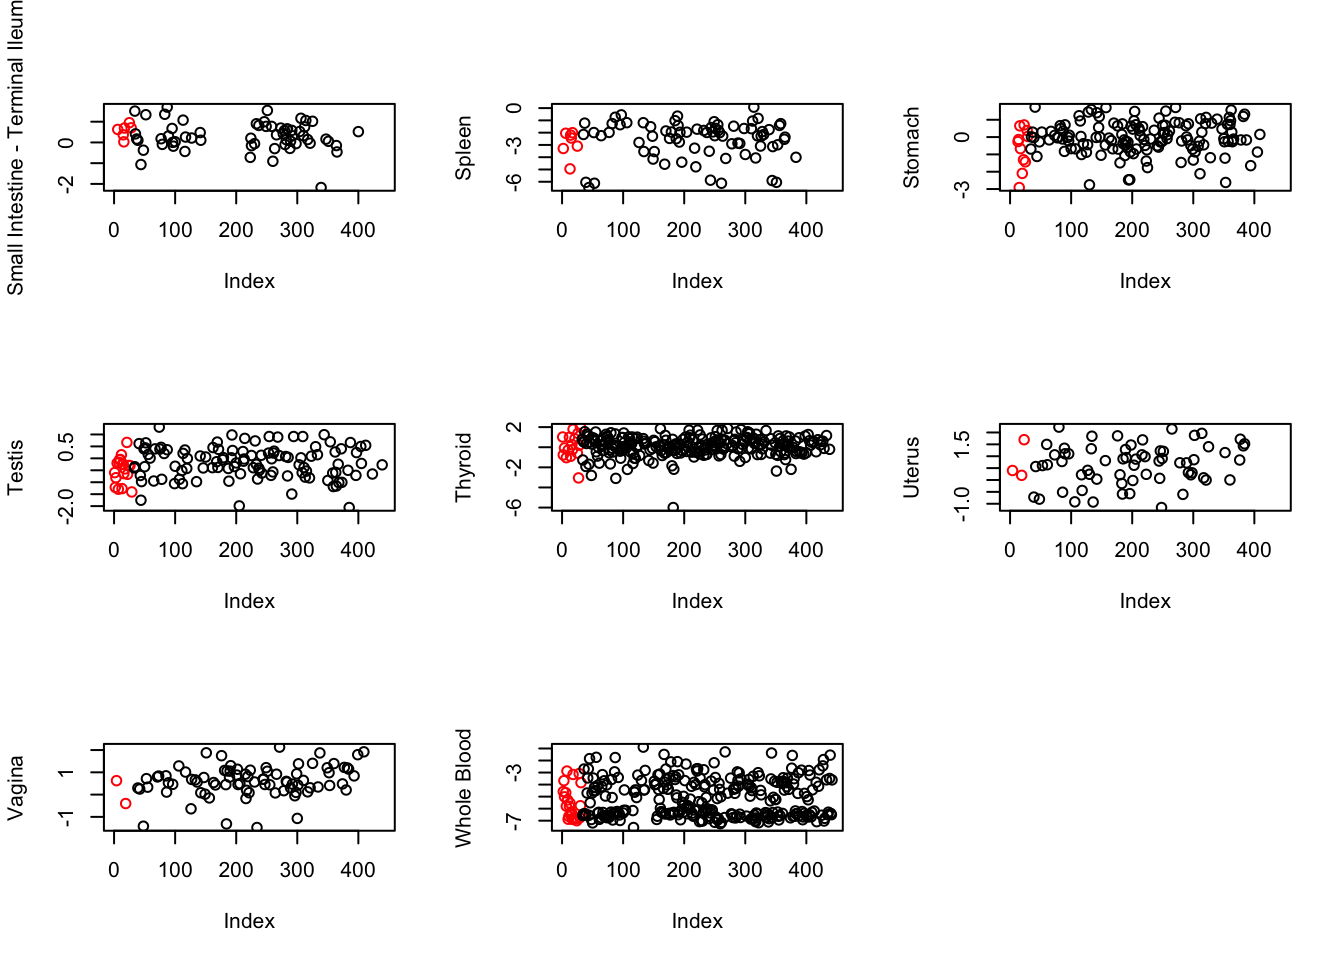 Small Intestine - Terminal Ileum
0
-2
0 100 200 300 400
Index
Spleen
0
-3
-6
0 100 200 300 400
Index
Stomach
0
-3
0 100 200 300 400
Index
Testis
0.5
-2.0
0 100 200 300 400
Index
Thyroid
2
-2
-6
0 100 200 300 400
Index
Uterus
1.5
-1.0
0 100 200 300 400
Index
Vagina
1
-1
0 100 200 300 400
Index
Whole Blood
-3
-7
0 100 200 300 400
Index